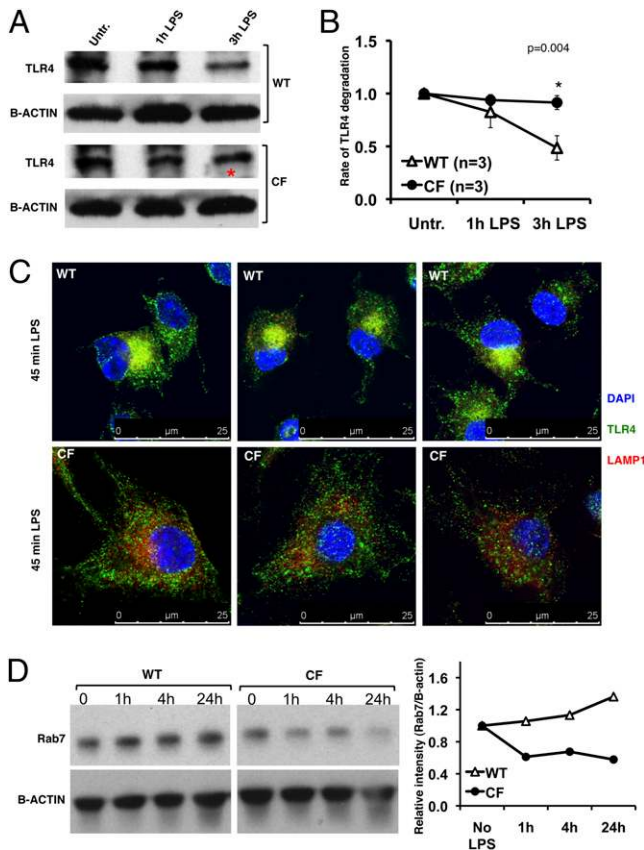 A
Untr.
1h LPS
3h LPS
TLR4
WT
B-ACTIN
TLR4
*
CF
B-ACTIN
B
p=0.004
*
Rate of TLR4 degradation
1.5
1.0
0.5
0.0
WT (n=3)
CF (n=3)
Untr. 1h LPS 3h LPS
C
45 min LPS
WT
0 µm 25
0 µm 25
0 µm 25
DAPI
TLR4
LAMP1
45 min LPS
CF CF CF
0 µm 25
0 µm 25
0 µm 25
D
WT CF
0 1h 4h 24h 0 1h 4h 24h
Rab7
B-ACTIN
Relative intensity (Rab7/B-actin)
1.6
1.2
0.8
0.4
0.0
WT
CF
No LPS 1h 4h 24h